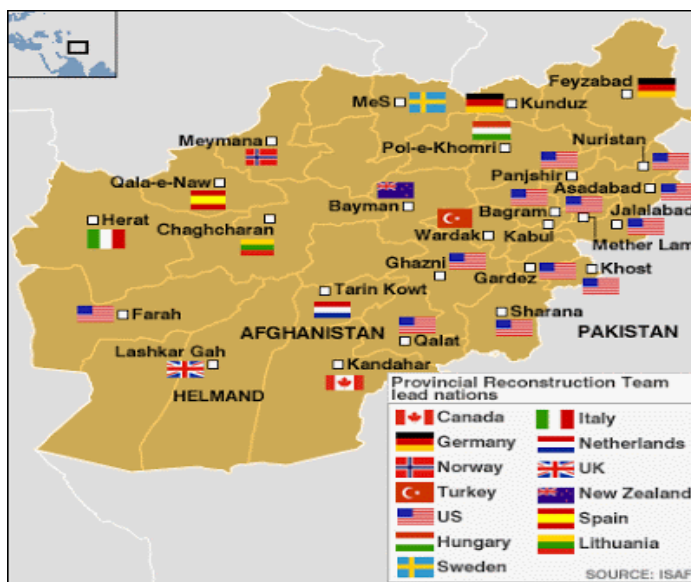 Feyzabad
MeS
Kunduz
Meymana
Pol-e-Khomri
Nuristan
Panjshir
Qala-e-Naw
Asadabad
Bayman
Bagram
Jalalabad
Herat
Chaghcharan
Wardak
Kabul
Mether Lam
Ghazni
Gardez
Khost
Tarin Kowt
Farah
Sharana
AFGHANISTAN
PAKISTAN
Qalat
Lashkar Gah
Kandahar
HELMAND
Provincial Reconstruction Team
lead nations
Canada
Germany
Norway
Turkey
US
Hungary
Sweden
Italy
Netherlands
UK
New Zealand
Spain
Lithuania
SOURCE: ISAF